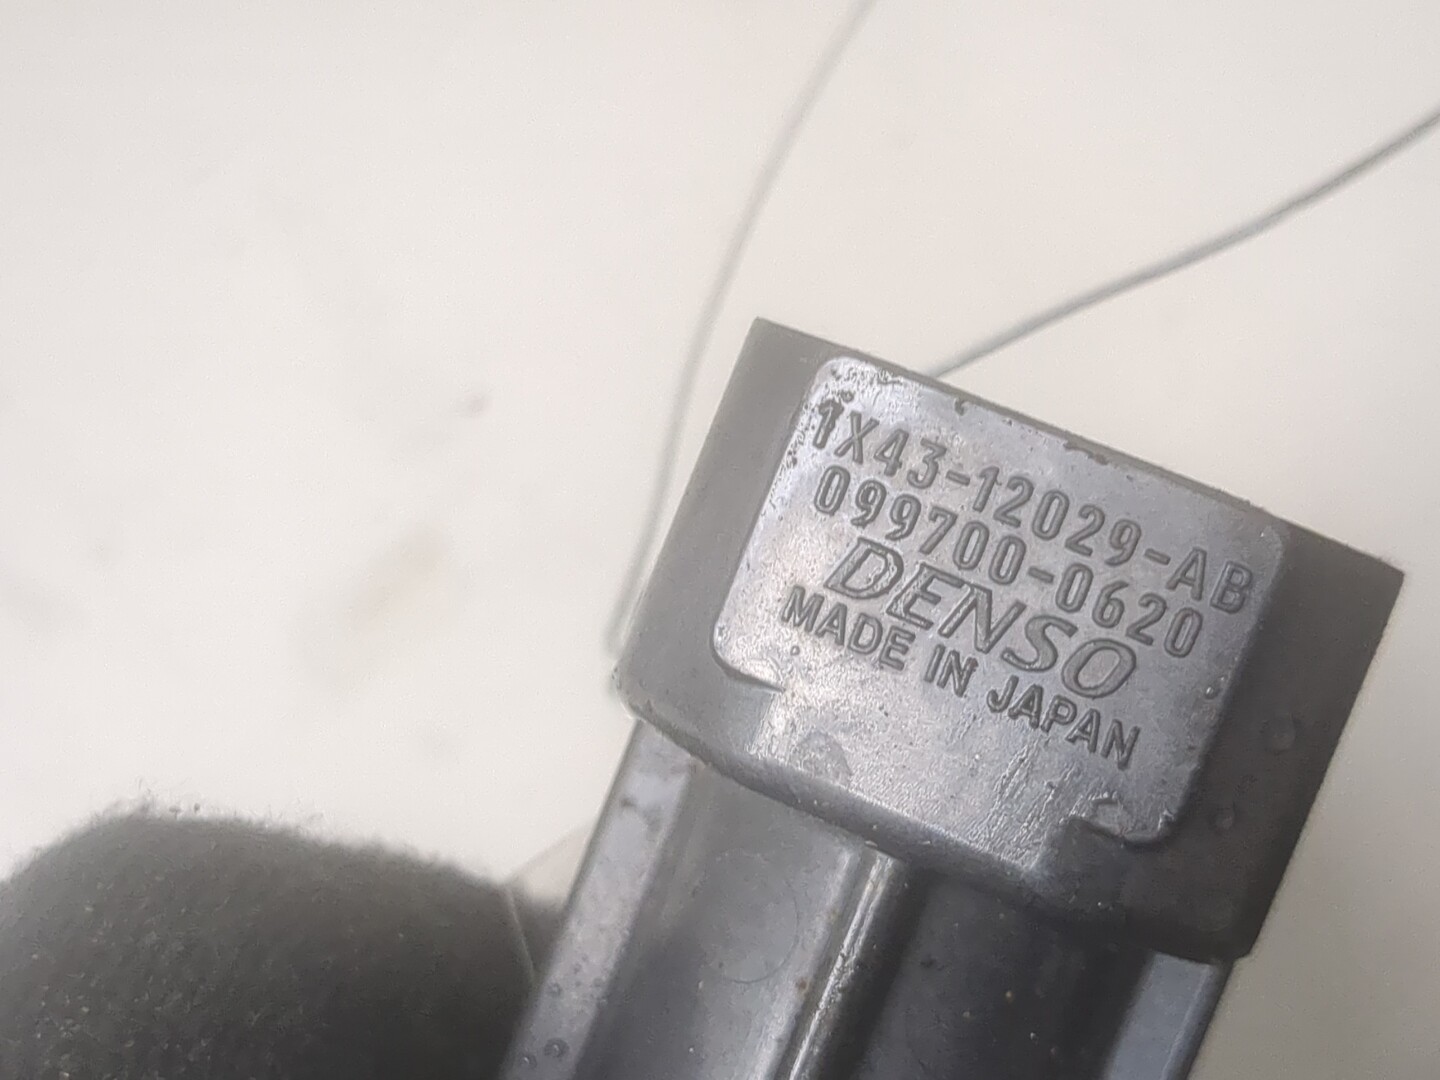 1X43-12029-AB
099700-0620
DENSO
MADE IN JAPAN